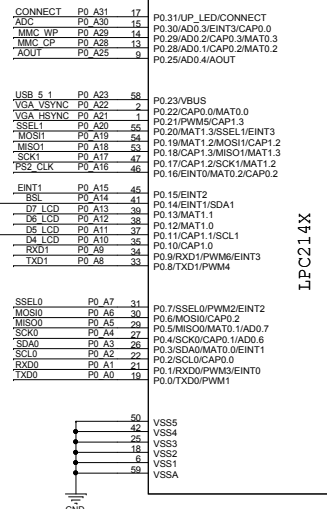 CONNECT P0_A31 17 P0.31/UP_LED/CONNECT
ADC P0_A30 15 P0.30/AD0.3/EINT3/CAP0.0
MMC_WP P0_A29 14 P0.29/AD0.2/CAP0.3/MAT0.3
MMC_CP P0_A28 13 P0.28/AD0.1/CAP0.2/MAT0.2
AOUT P0_A25 9 P0.25/AD0.4/AOUT
USB_5_1 P0_A23 58 P0.23/VBUS
VGA_VSYNC P0_A22 2 P0.22/CAP0.0/MAT0.0
VGA_HSYNC P0_A21 1 P0.21/PWM5/CAP1.3
SSEL1 P0_A20 55 P0.20/MAT1.3/SSEL1/EINT3
MOSI1 P0_A19 54 P0.19/MAT1.2/MOSI1/CAP1.2
MISO1 P0_A18 53 P0.18/CAP1.3/MISO1/MAT1.3
SCK1 P0_A17 47 P0.17/CAP1.2/SCK1/MAT1.2
PS2_CLK P0_A16 46 P0.16/EINT0/MAT0.2/CAP0.2
EINT1 P0_A15 45 P0.15/EINT2
BSL P0_A14 41 P0.14/EINT1/SDA1
D7_LCD P0_A13 39 P0.13/MAT1.1
D6_LCD P0_A12 38 P0.12/MAT1.0
D5_LCD P0_A11 37 P0.11/CAP1.1/SCL1
D4_LCD P0_A10 35 P0.10/CAP1.0
RXD1 P0_A9 34 P0.9/RXD1/PWM6/EINT3
TXD1 P0_A8 33 P0.8/TXD1/PWM4
LPC214X
SSEL0 P0_A7 31 P0.7/SSEL0/PWM2/EINT2
MOSI0 P0_A6 30 P0.6/MOSI0/CAP0.2
MISO0 P0_A5 29 P0.5/MISO0/MAT0.1/AD0.7
SCK0 P0_A4 27 P0.4/SCK0/CAP0.1/AD0.6
SDA0 P0_A3 26 P0.3/SDA0/MAT0.0/EINT1
SCL0 P0_A2 22 P0.2/SCL0/CAP0.0
RXD0 P0_A1 21 P0.1/RXD0/PWM3/EINT0
TXD0 P0_A0 19 P0.0/TXD0/PWM1
50 VSS5
42 VSS4
25 VSS3
18 VSS2
6 VSS1
59 VSSA
GND